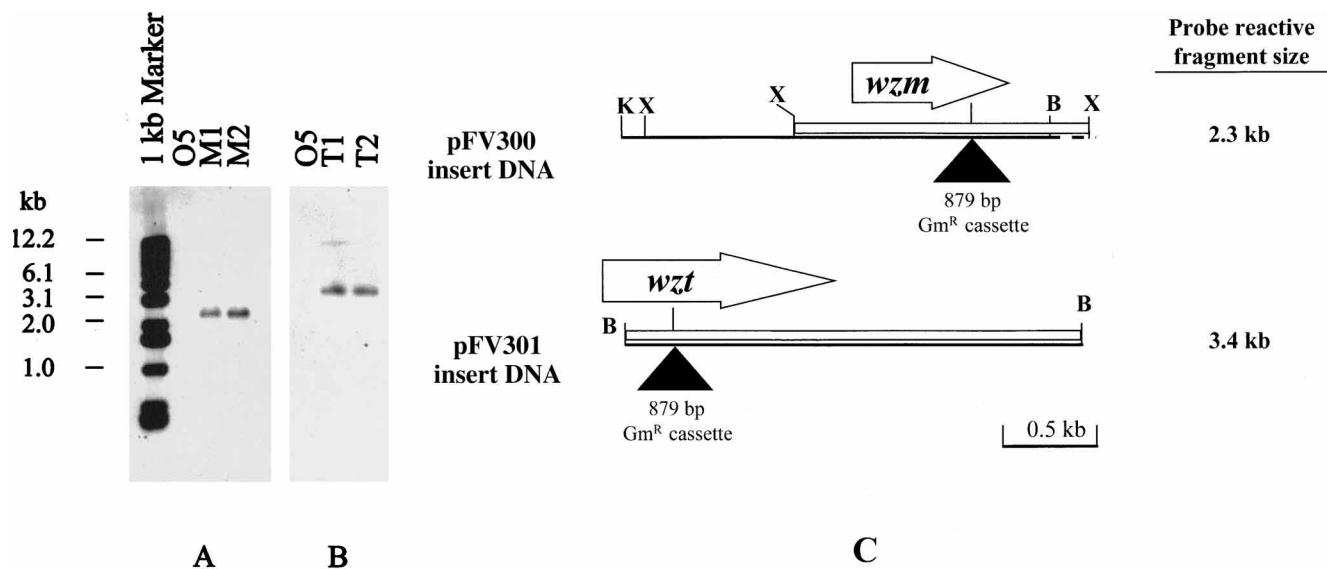 1 kb Marker
O5
M1
M2
O5
T1
T2
kb
12.2
6.1
3.1
2.0
1.0
A
B
Probe reactive
fragment size
wzm
K X X B X
pFV300
insert DNA
2.3 kb
879 bp
GmR cassette
wzt
B B
pFV301
insert DNA
3.4 kb
879 bp
GmR cassette
0.5 kb
C